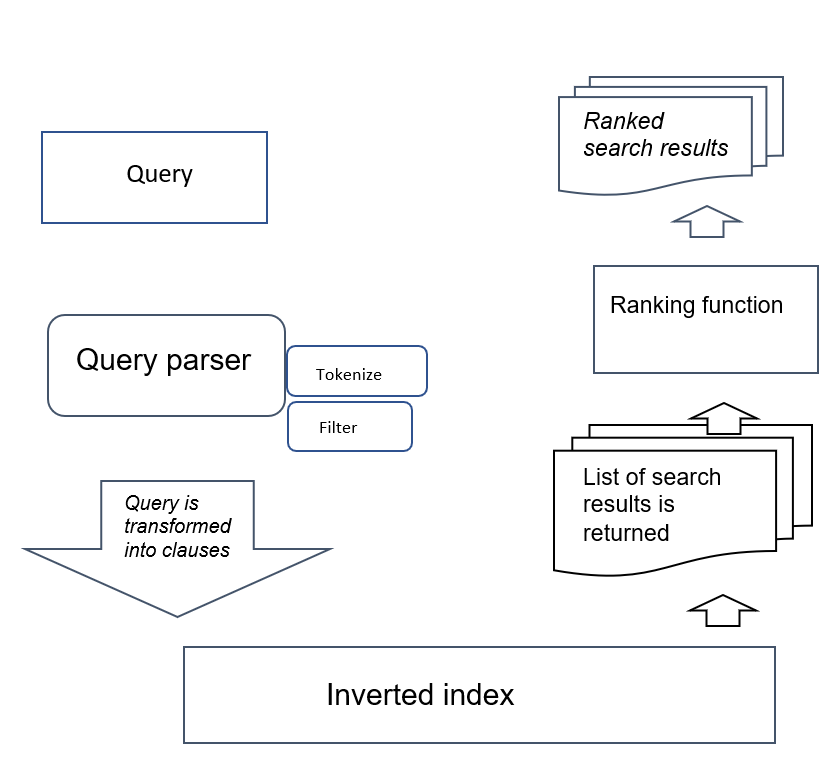 Query
Query parser
Tokenize
Filter
Query is
transformed
into clauses
Inverted index
List of search
results is
returned
Ranking function
Ranked
search results